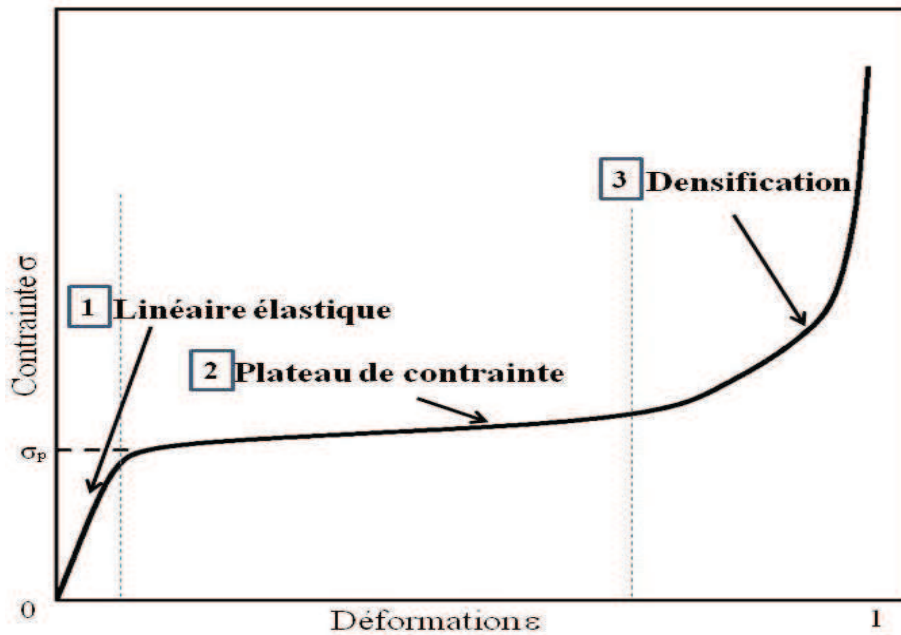 3 Densification
Contrainte σ
1 Linéaire élastique
2 Plateau de contrainte
σp
0
Déformation ε
1